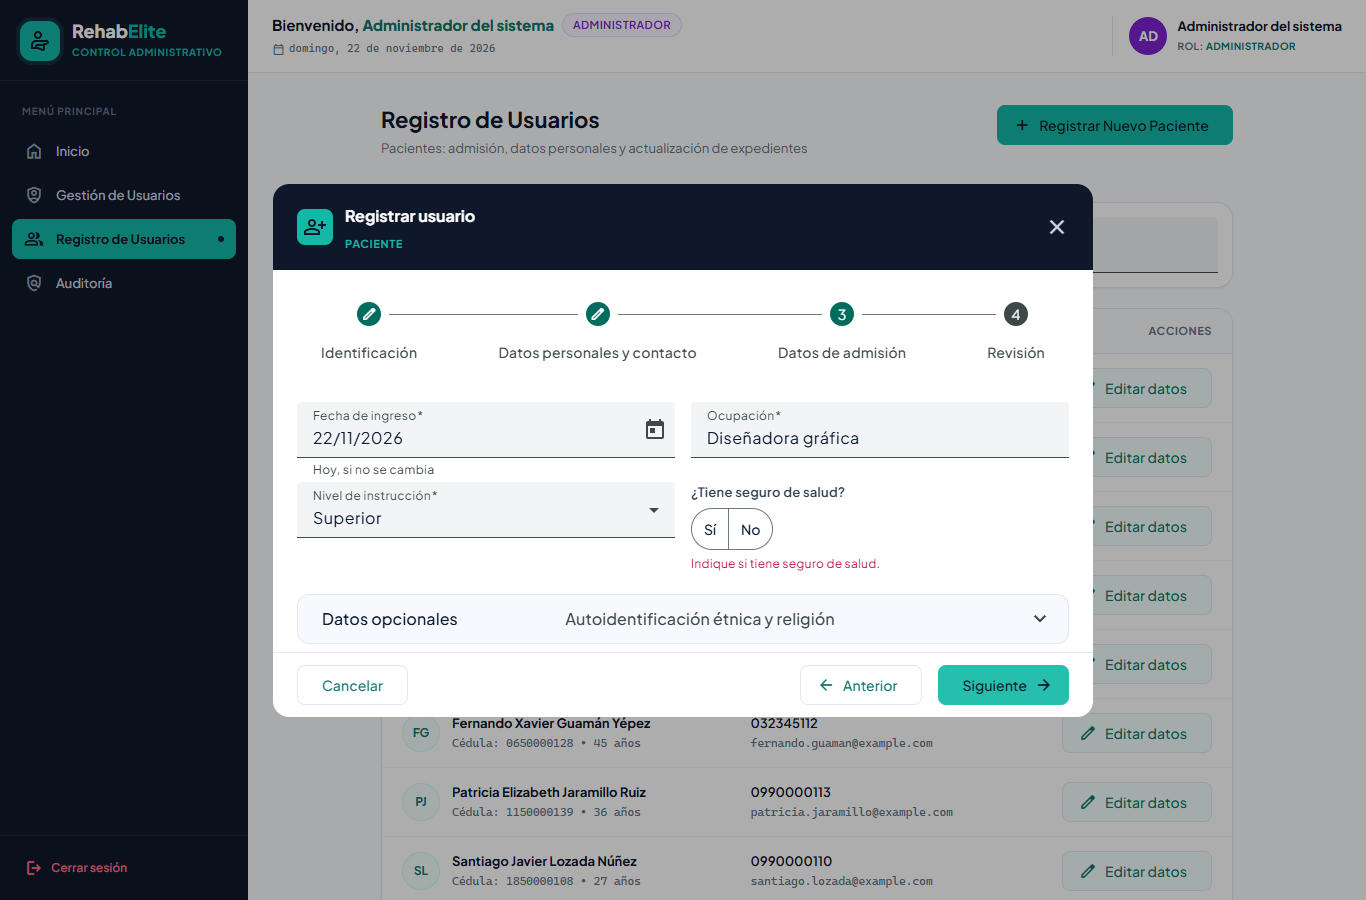 RehabElite
CONTROL ADMINISTRATIVO
MENÚ PRINCIPAL
Inicio
Gestión de Usuarios
Registro de Usuarios
Auditoría
Cerrar sesión
Bienvenido, Administrador del sistema ADMINISTRADOR
domingo, 22 de noviembre de 2026
AD
Administrador del sistema
ROL: ADMINISTRADOR
Registro de Usuarios
Pacientes: admisión, datos personales y actualización de expedientes
Registrar Nuevo Paciente
Registrar usuario
PACIENTE
3
4
Identificación
Datos personales y contacto
Datos de admisión
Revisión
Fecha de ingreso*
22/11/2026
Hoy, si no se cambia
Ocupación*
Diseñadora gráfica
Nivel de instrucción*
Superior
¿Tiene seguro de salud?
Sí No
Indique si tiene seguro de salud.
Datos opcionales Autoidentificación étnica y religión
Cancelar
Anterior
Siguiente
ACCIONES
Editar datos
Editar datos
Editar datos
Editar datos
Editar datos
FG
Fernando Xavier Guamán Yépez
Cédula: 0650000128 • 45 años
032345112
fernando.guaman@example.com
Editar datos
PJ
Patricia Elizabeth Jaramillo Ruiz
Cédula: 1150000139 • 36 años
0990000113
patricia.jaramillo@example.com
Editar datos
SL
Santiago Javier Lozada Núñez
Cédula: 1850000108 • 27 años
0990000110
santiago.lozada@example.com
Editar datos